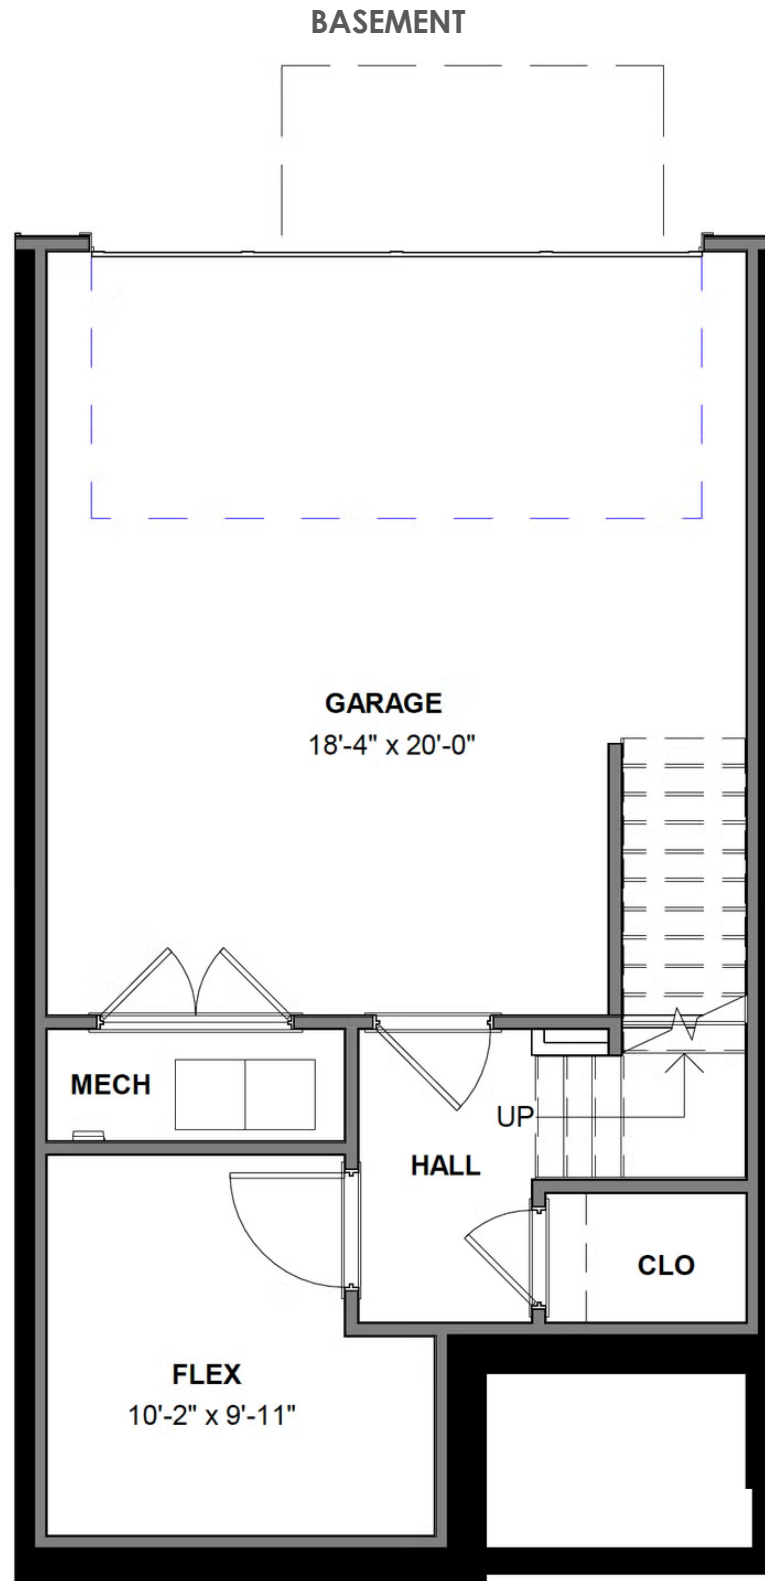 BASEMENT
GARAGE
18'-4" x 20'-0"
MECH
UP
HALL
CLO
FLEX
10'-2" x 9'-11"